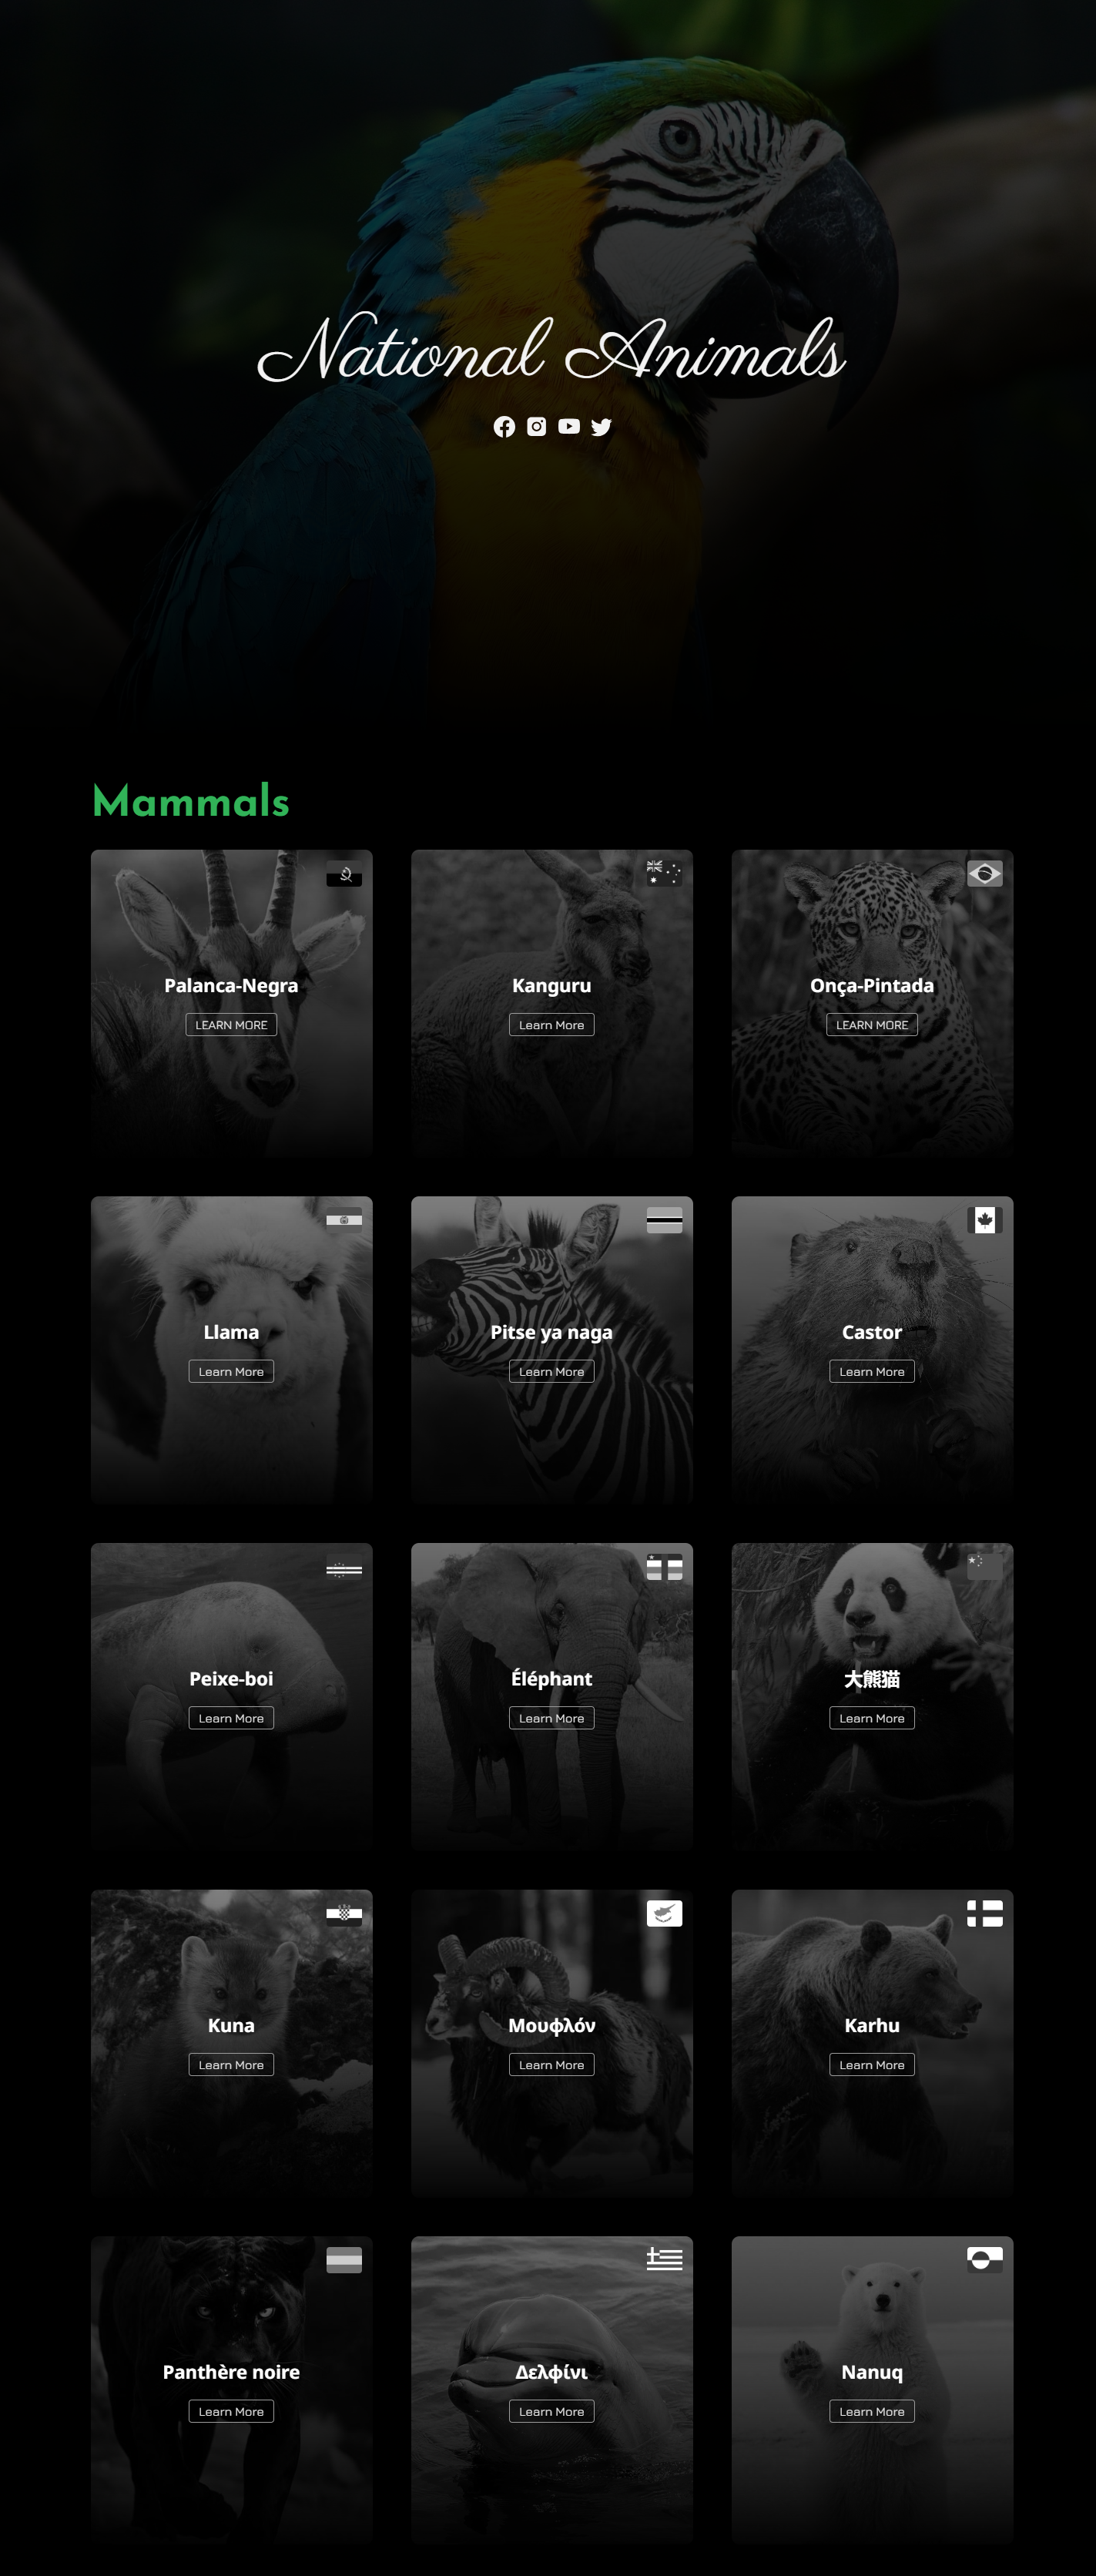 National Animals
Mammals
Palanca-Negra
LEARN MORE
Kanguru
Learn More
Onça-Pintada
LEARN MORE
Llama
Learn More
Pitse ya naga
Learn More
Castor
Learn More
Peixe-boi
Learn More
Éléphant
Learn More
大熊猫
Learn More
Kuna
Learn More
Μουφλόν
Learn More
Karhu
Learn More
Panthère noire
Learn More
Δελφίνι
Learn More
Nanuq
Learn More